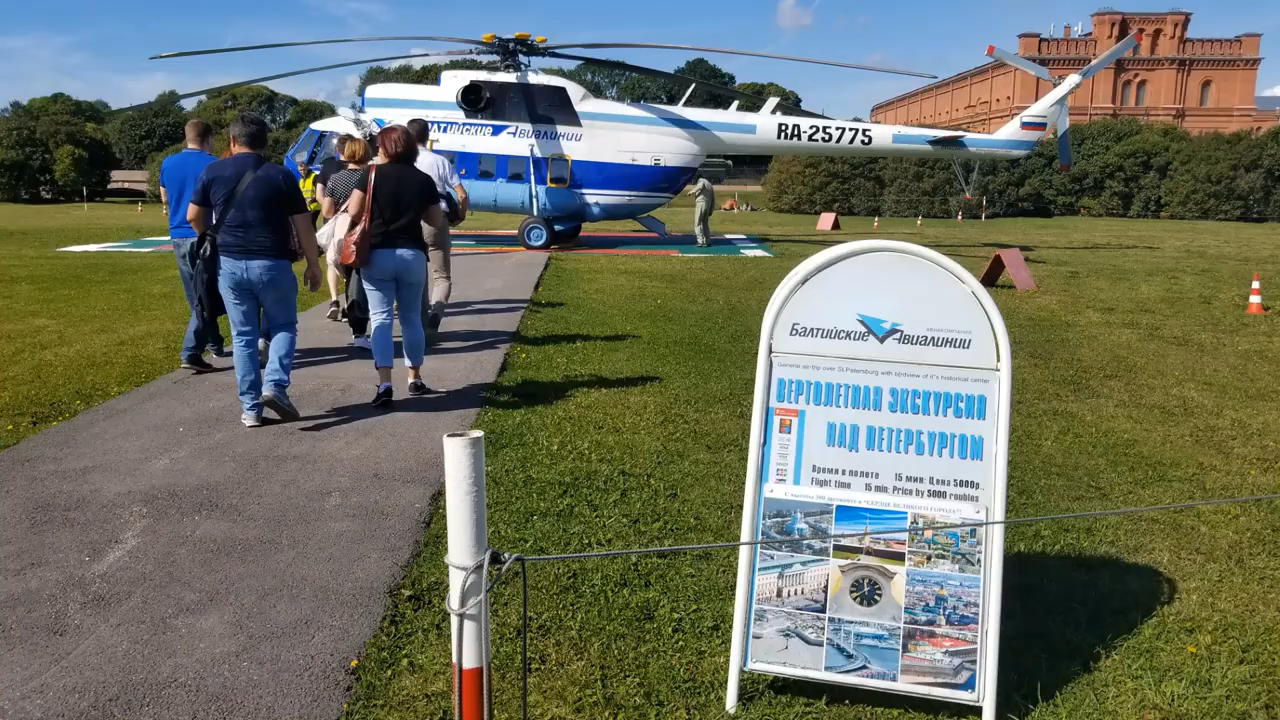 БАЛТИЙСКИЕ АВИАЛИНИИ
RA-25775
АВИАКОМПАНИЯ
Балтийские Авиалинии
General air-trip over St.Petersburg with birdview of it's historical center
ВЕРТОЛЕТНАЯ ЭКСКУРСИЯ
НАД ПЕТЕРБУРГОМ
Время в полете 15 мин: Цена 5000р..
Flight time 15 min: Price by 5000 roubles